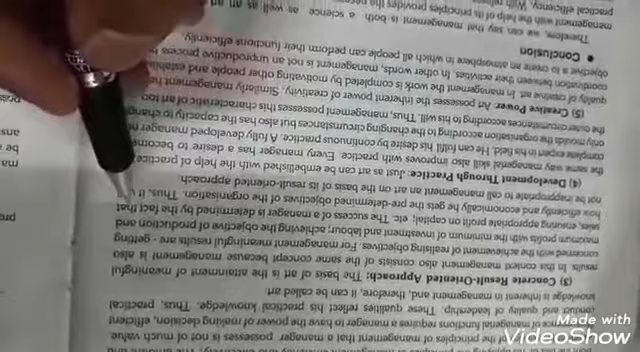 conduct of managerial functions requires a manager to have the power of making decision, efficient
conduct and quality of leadership. These qualities reflect his practical knowledge. Thus, practical
knowledge is inherent in management and, therefore, it can be called art.
(3) Concrete Result-Oriented Approach: The basis of art is the attainment of meaningful
result. In this context management also consists of the same concept because management is also
concerned with the achievement of realising objectives. For management meaningful results are - getting
maximum profit with the minimum of investment and labour; achieving the objective of production and
sales, ensuring appropriate profit on capital; etc. The success of a manager is determined by the fact that
how efficiently and economically he gets the pre-determined objectives of the organisation. Thus, it
not be inappropriate to call management an art on the basis of its result-oriented approach.
(4) Development Through Practice: Just as art can be embellished with the help of practice
the same way managerial skill also improves with practice. Every manager has a desire to become
complete expert in his field. He can fulfil his desire by continuous practice. A fully developed manager
only moulds the organisation according to the changing circumstances but also has the capacity to
the outer circumstances according to his will. Thus, management possesses this characteristic of art too
(5) Creative Power: Art possesses the inherent power of creativity. Similarly management
quality of creative art. In management the work is completed by motivating other people and
coordination between their activities. In other words, management is not an unproductive process
objective is to create an atmosphere in which all people can perform their functions efficiently.
• Conclusion
Therefore, we can say that management is both a science as well as an
management with the help of its principles provides the
practical efficiency. With
Made with
VideoShow